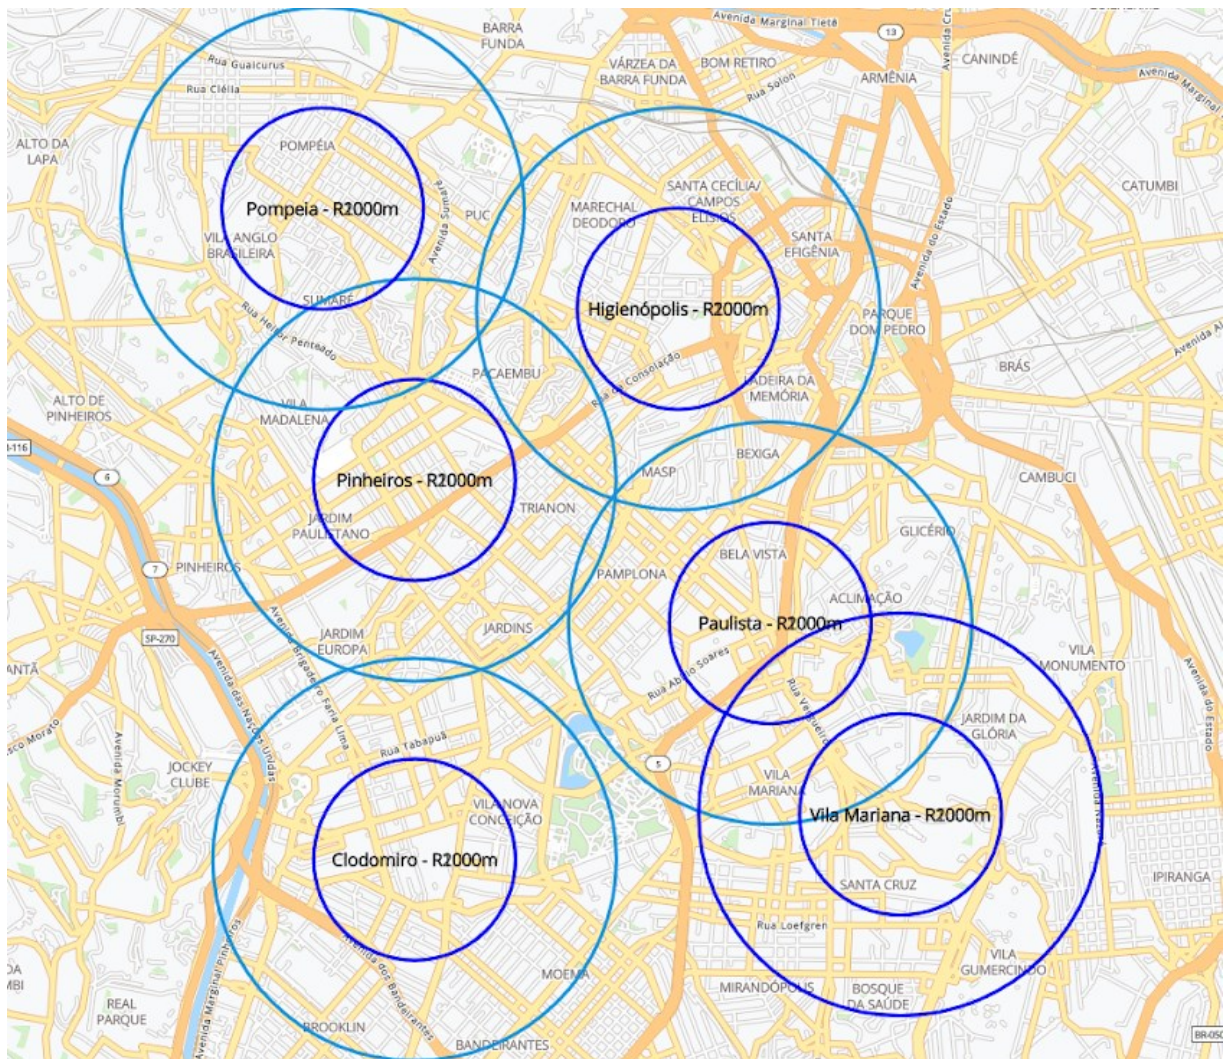 BARRA
FUNDA
Avenida Marginal Tietê
13
CANINDÉ
Rua Guaicurus
VÁRZEA DA
BARRA FUNDA
BOM RETIRO
ARMÊNIA
Avenida Marginal
Rua Clélia
Rua Solon
ALTO DA
LAPA
POMPÉIA
PUC
SANTA CECÍLIA/
CAMPOS
ELÍSIOS
CATUMBI
Pompeia - R2000m
Avenida Sumaré
MARECHAL
DEODORO
VILA ANGLO
BRASILEIRA
SANTA
EFIGÊNIA
Avenida do Estado
SUMARÉ
Higienópolis - R2000m
PARQUE
DOM PEDRO
Rua Heitor Penteado
PACAEMBU
Rua da Consolação
LADEIRA DA
MEMÓRIA
BRÁS
ALTO DE
PINHEIROS
VILA
MADALENA
6
MASP
BEXIGA
CAMBUCI
Pinheiros - R2000m
TRIANON
JARDIM
PAULISTANO
GLICÉRIO
7
PINHEIROS
PAMPLONA
BELA VISTA
ACLIMAÇÃO
SP-270
JARDIM
EUROPA
JARDINS
Paulista - R2000m
VILA
MONUMENTO
Avenida das Nações Unidas
Avenida Brigadeiro Faria Lima
Rua Abílio Soares
Rua Vergueiro
Avenida do Estado
JARDIM DA
GLÓRIA
Rua Tabapuã
Avenida Morumbi
JOCKEY
CLUBE
5
VILA
MARIANA
VILA NOVA
CONCEIÇÃO
Vila Mariana - R2000m
Clodomiro - R2000m
SANTA CRUZ
IPIRANGA
Rua Loefgren
Avenida dos Bandeirantes
Avenida Marginal Pinheiros
MOEMA
VILA
GUMERCINDO
MIRANDÓPOLIS
BOSQUE
DA SAÚDE
REAL
PARQUE
BROOKLIN
BANDEIRANTES